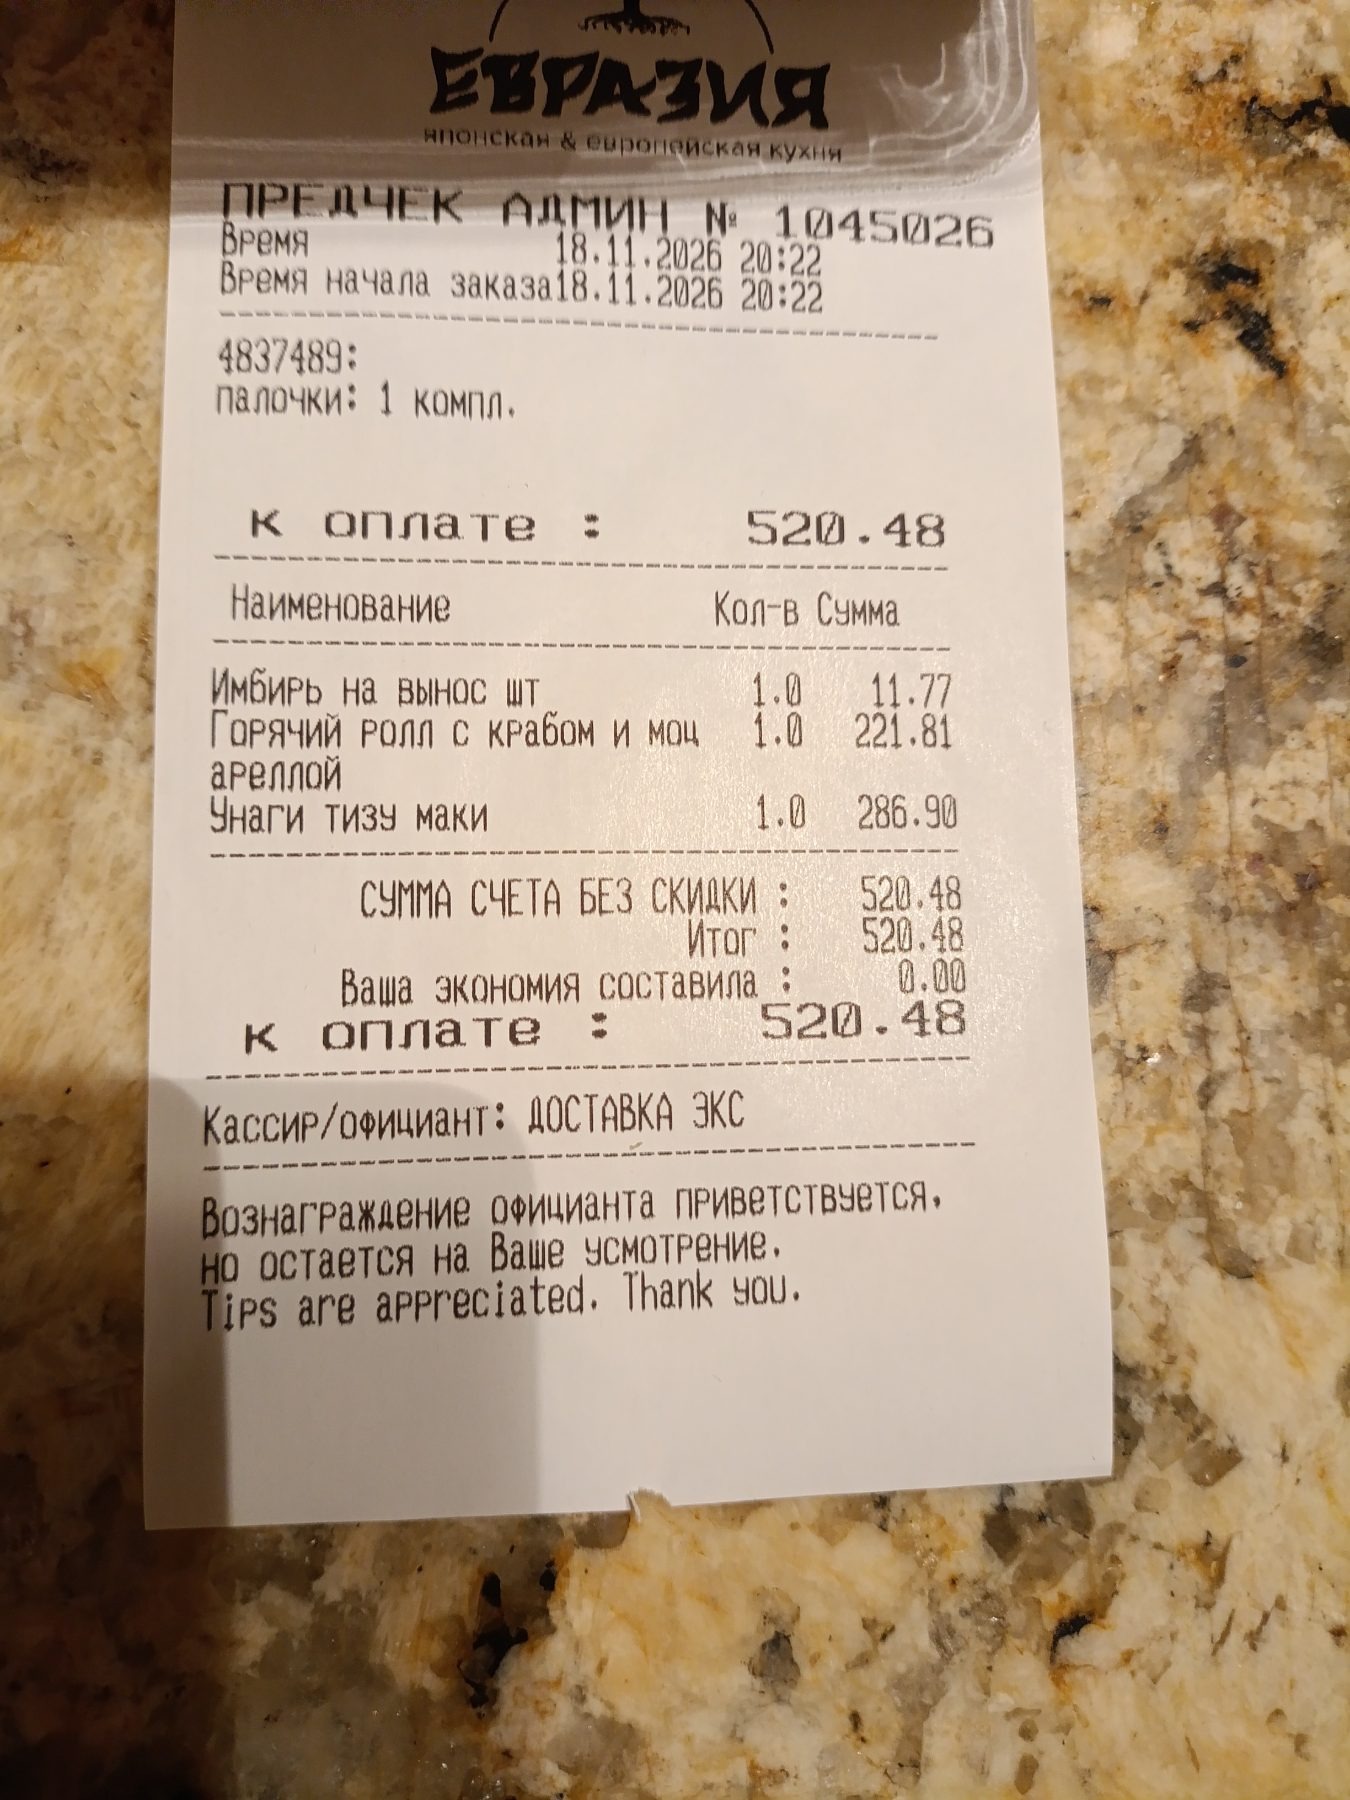 ЕВРАЗИЯ
японская & европейская кухня
ПРЕДЧЕК АДМИН № 1045026
Время 18.11.2026 20:22
Время начала заказа18.11.2026 20:22
4837489:
палочки: 1 компл.
К оплате : 520.48
Наименование Кол-в Сумма
Имбирь на вынос шт 1.0 11.77
Горячий ролл с крабом и моц 1.0 221.81
ареллой
Унаги тизу маки 1.0 286.90
СУММА СЧЕТА БЕЗ СКИДКИ : 520.48
Итог : 520.48
Ваша экономия составила : 0.00
К оплате : 520.48
Кассир/официант: ДОСТАВКА ЭКС
Вознаграждение официанта приветствуется,
но остается на Ваше усмотрение.
Tips are appreciated. Thank you.